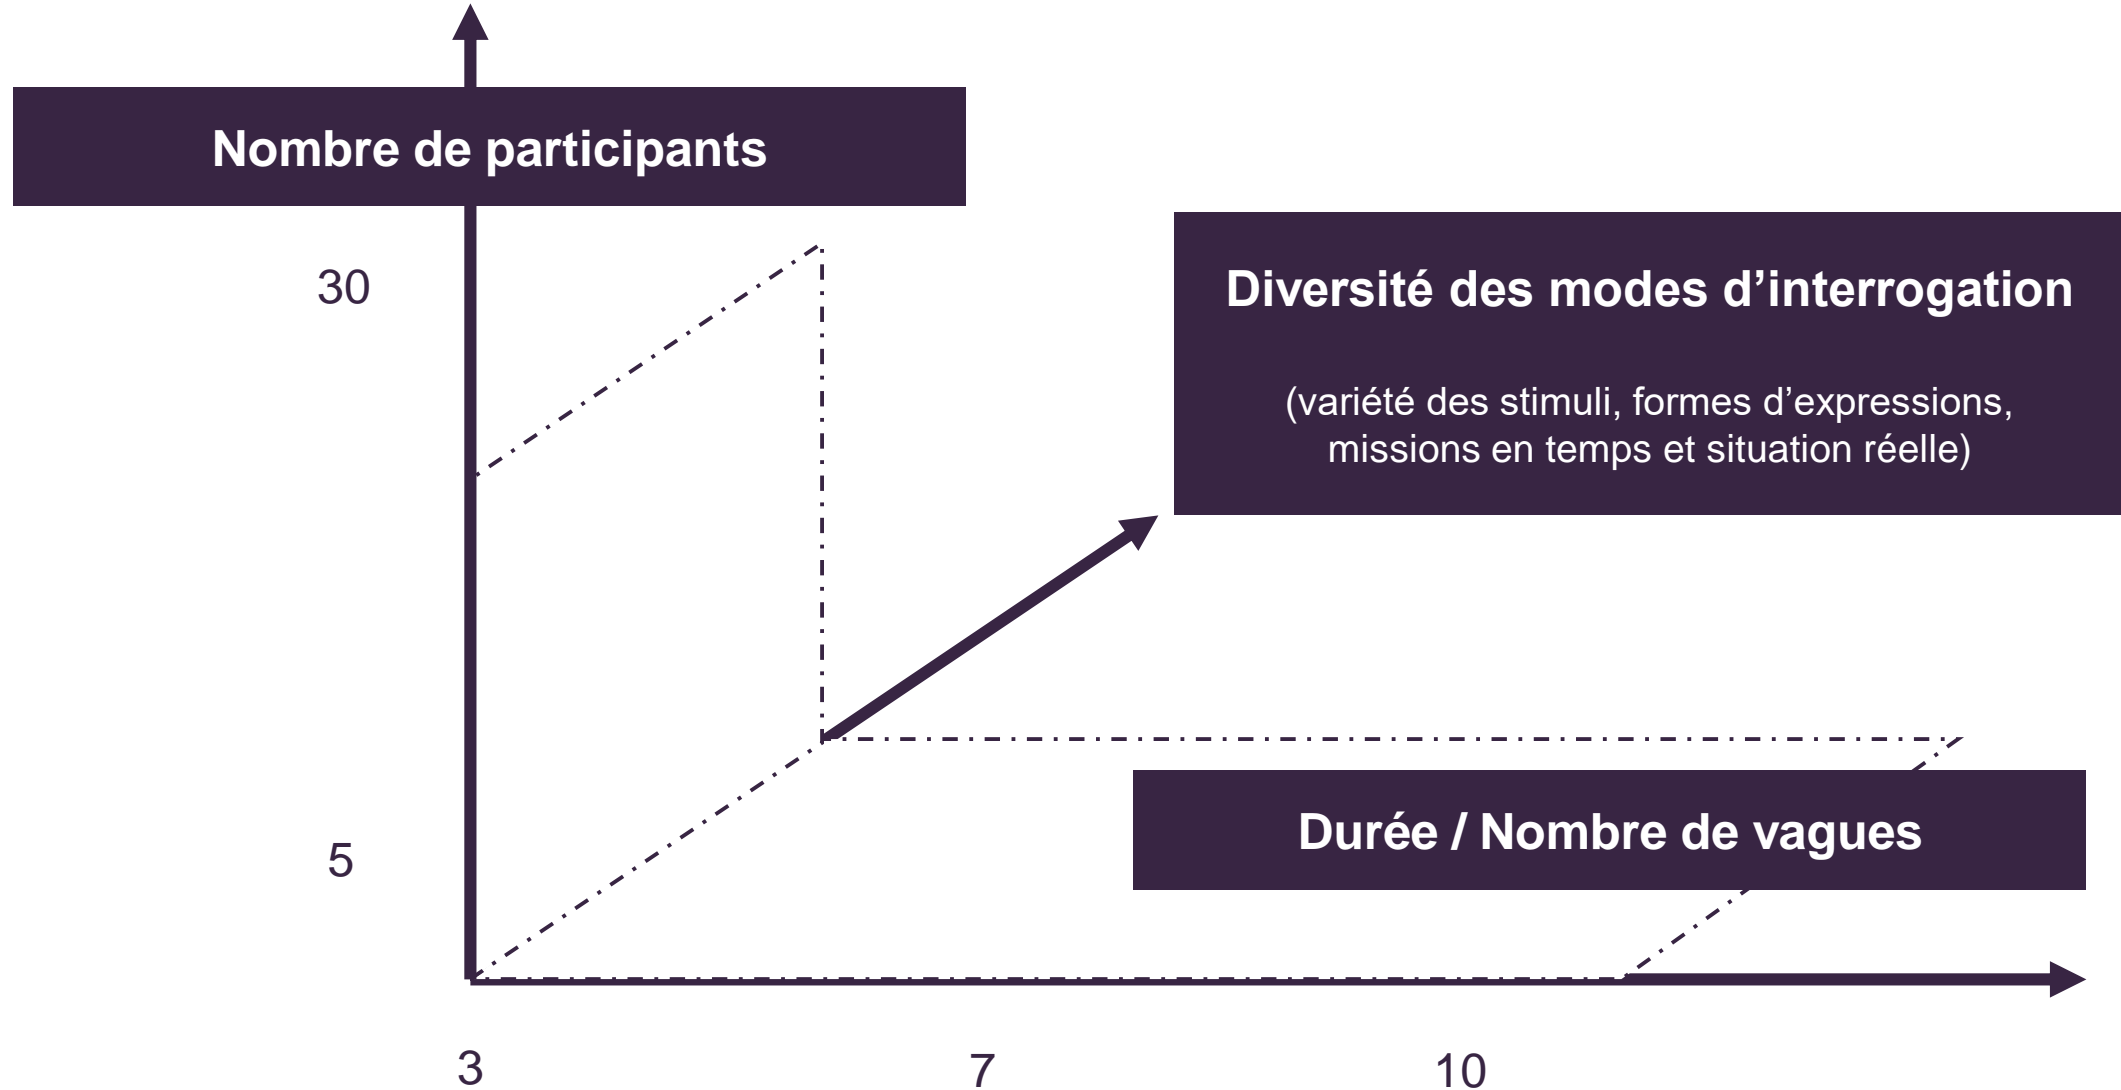 Nombre de participants
30
Diversité des modes d’interrogation
(variété des stimuli, formes d’expressions,
missions en temps et situation réelle)
Durée / Nombre de vagues
5
3
7
10